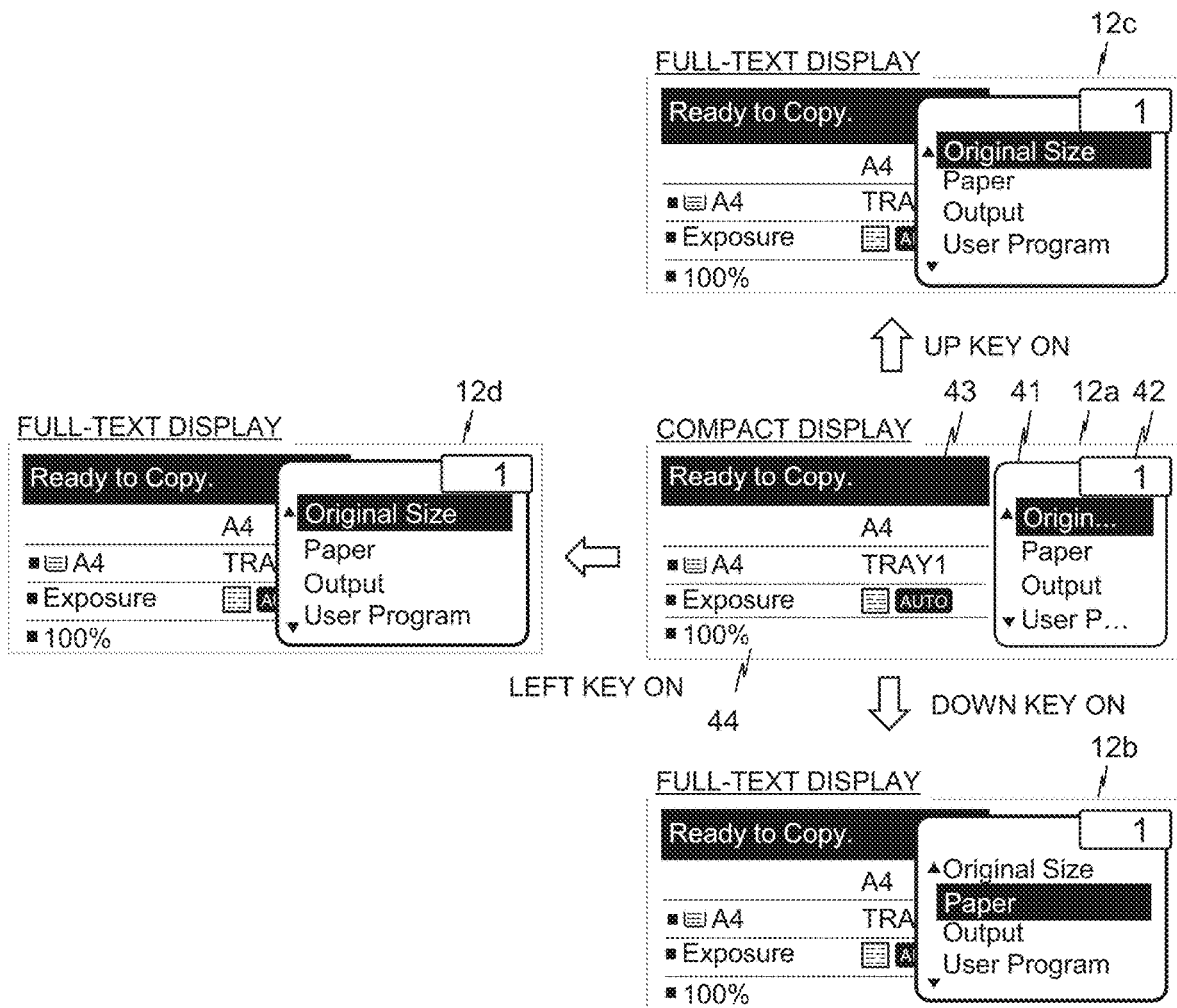 12c
FULL-TEXT DISPLAY
Ready to Copy.
1
A4
Original Size
Paper
A4 TRA
Output
Exposure A
User Program
100%
UP KEY ON
12d
43 41 12a 42
FULL-TEXT DISPLAY
COMPACT DISPLAY
Ready to Copy.
1
A4
Original Size
Paper
A4 TRA
Output
Exposure A
User Program
100%
Ready to Copy.
1
A4
Origin...
Paper
A4 TRAY1
Output
Exposure AUTO
User P...
100%
LEFT KEY ON
44
DOWN KEY ON
12b
FULL-TEXT DISPLAY
Ready to Copy.
1
A4
Original Size
Paper
A4 TRA
Output
Exposure A
User Program
100%